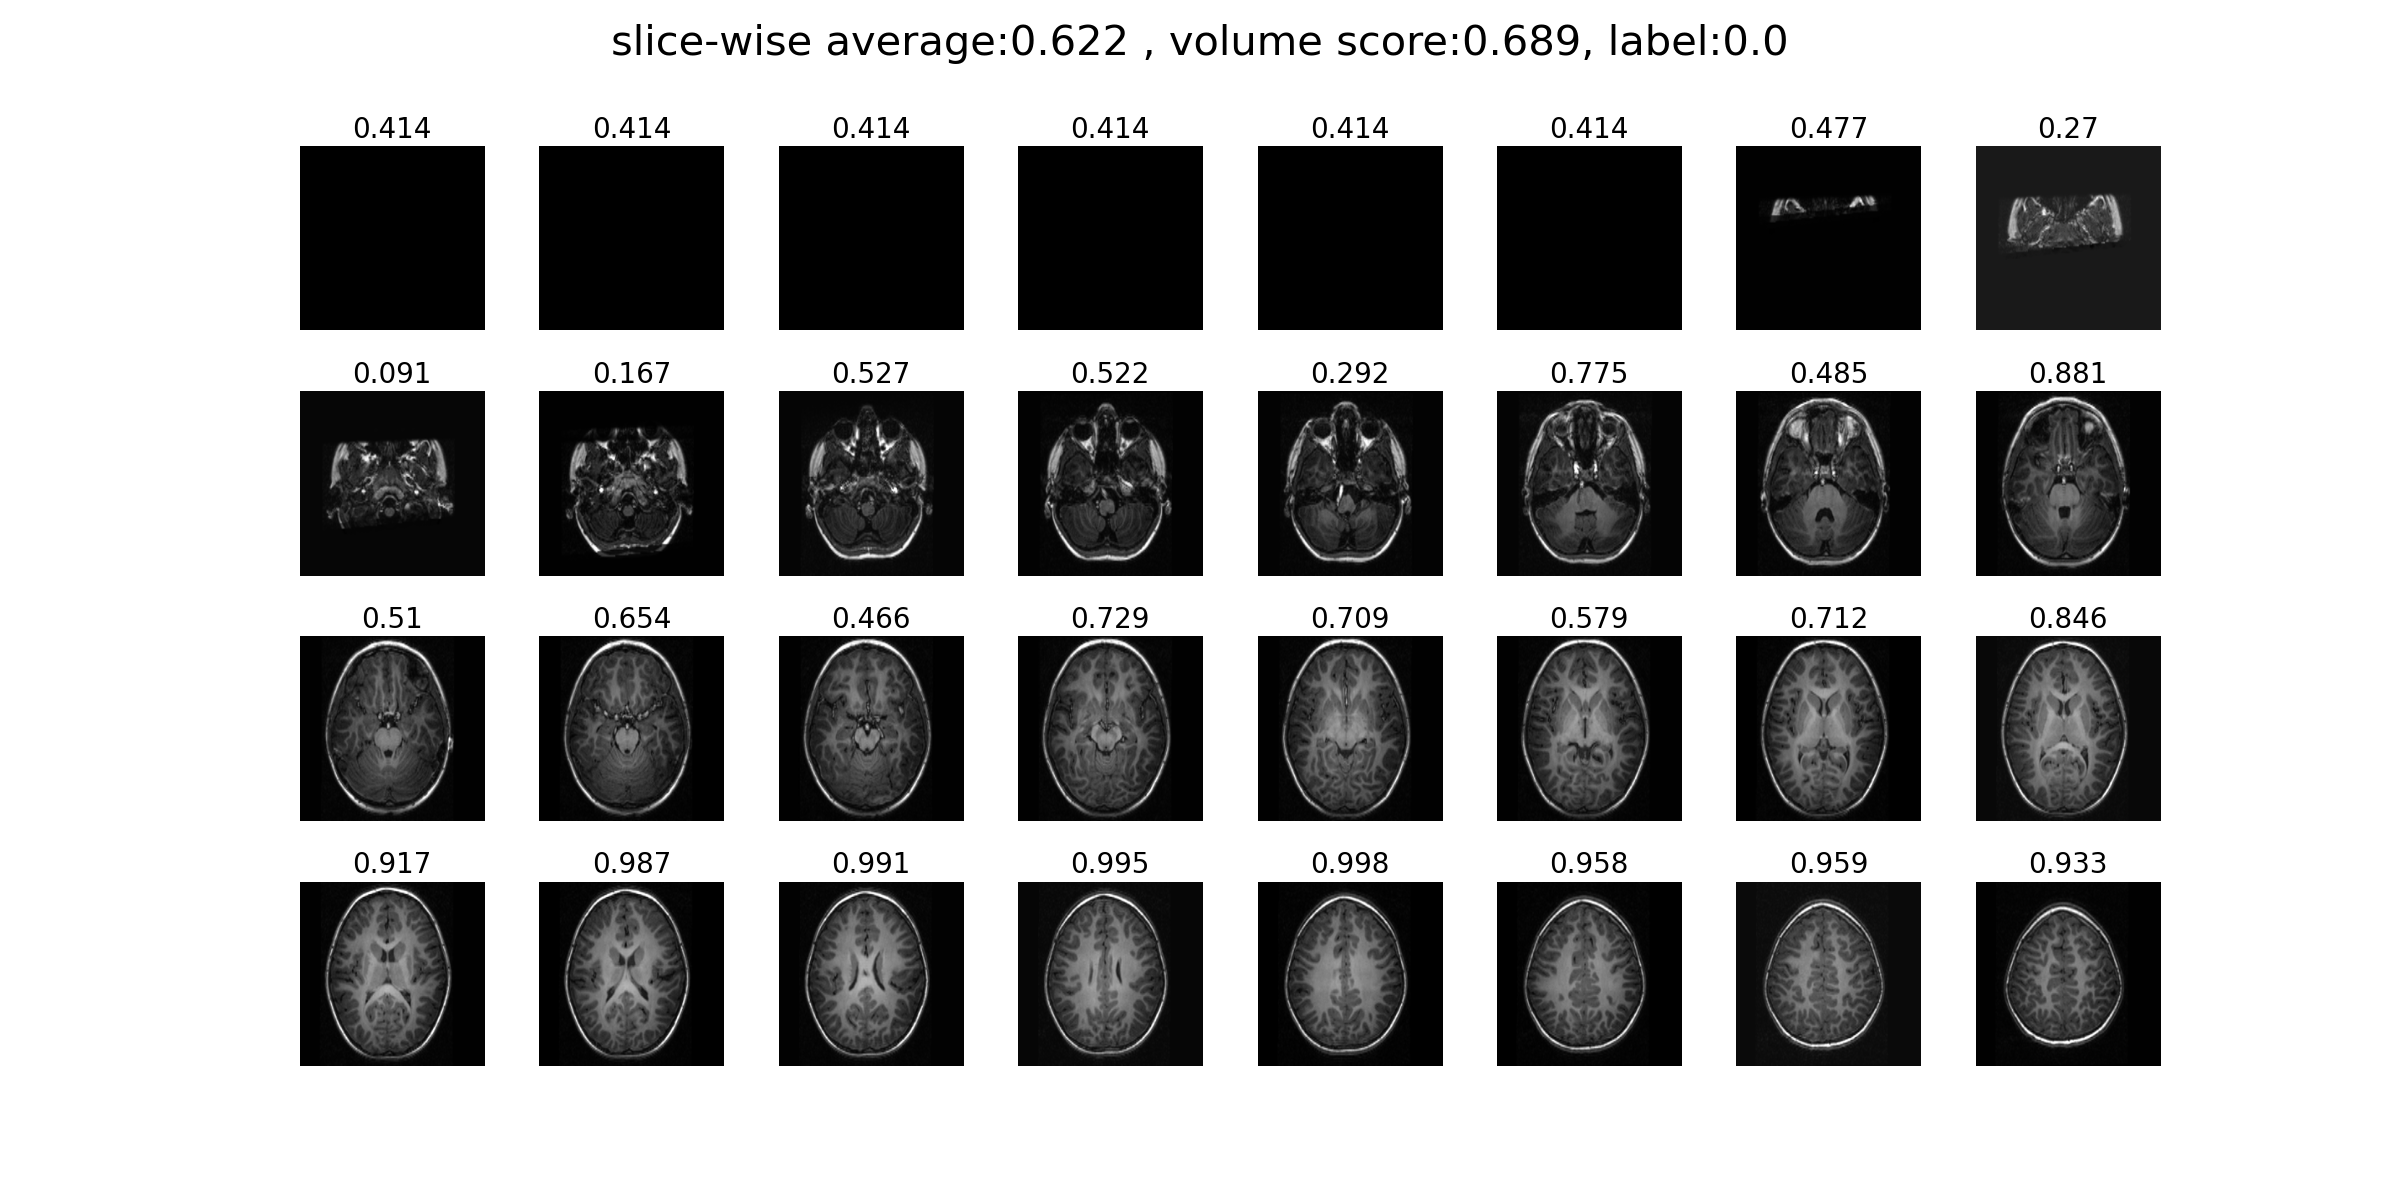 slice-wise average:0.622 , volume score:0.689, label:0.0
0.414 0.414 0.414 0.414 0.414 0.414 0.477 0.27
0.091 0.167 0.527 0.522 0.292 0.775 0.485 0.881
0.51 0.654 0.466 0.729 0.709 0.579 0.712 0.846
0.917 0.987 0.991 0.995 0.998 0.958 0.959 0.933